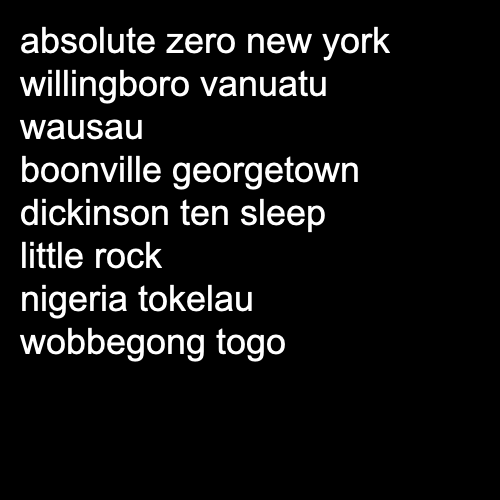 absolute zero new york
willingboro vanuatu
wausau
boonville georgetown
dickinson ten sleep
little rock
nigeria tokelau
wobbegong togo